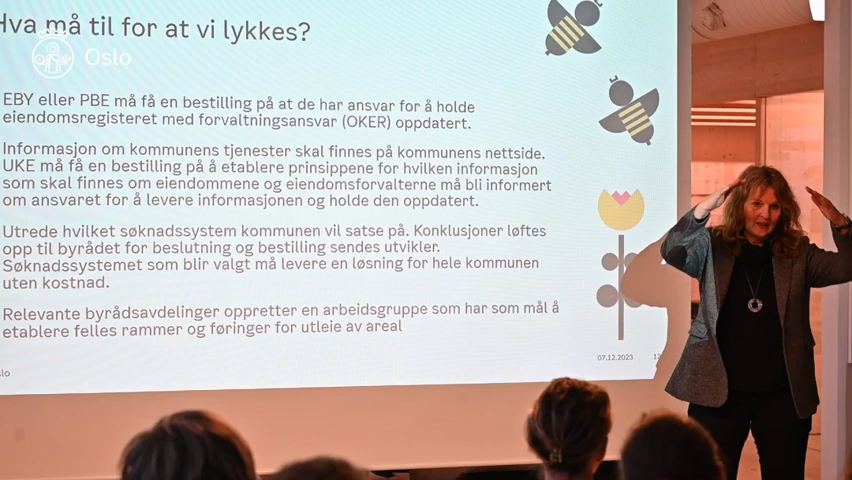 Hva må til for at vi lykkes?
Oslo
EBY eller PBE må få en bestilling på at de har ansvar for å holde
eiendomsregisteret med forvaltningsansvar (OKER) oppdatert.
Informasjon om kommunens tjenester skal finnes på kommunens nettside.
UKE må få en bestilling på å etablere prinsippene for hvilken informasjon
som skal finnes om eiendommene og eiendomsforvalterne må bli informert
om ansvaret for å levere informasjonen og holde den oppdatert.
Utrede hvilket søknadssystem kommunen vil satse på. Konklusjoner løftes
opp til byrådet for beslutning og bestilling sendes utvikler.
Søknadssystemet som blir valgt må levere en løsning for hele kommunen
uten kostnad.
Relevante byrådsavdelinger oppretter en arbeidsgruppe som har som mål å
etablere felles rammer og føringer for utleie av areal
07.12.2023